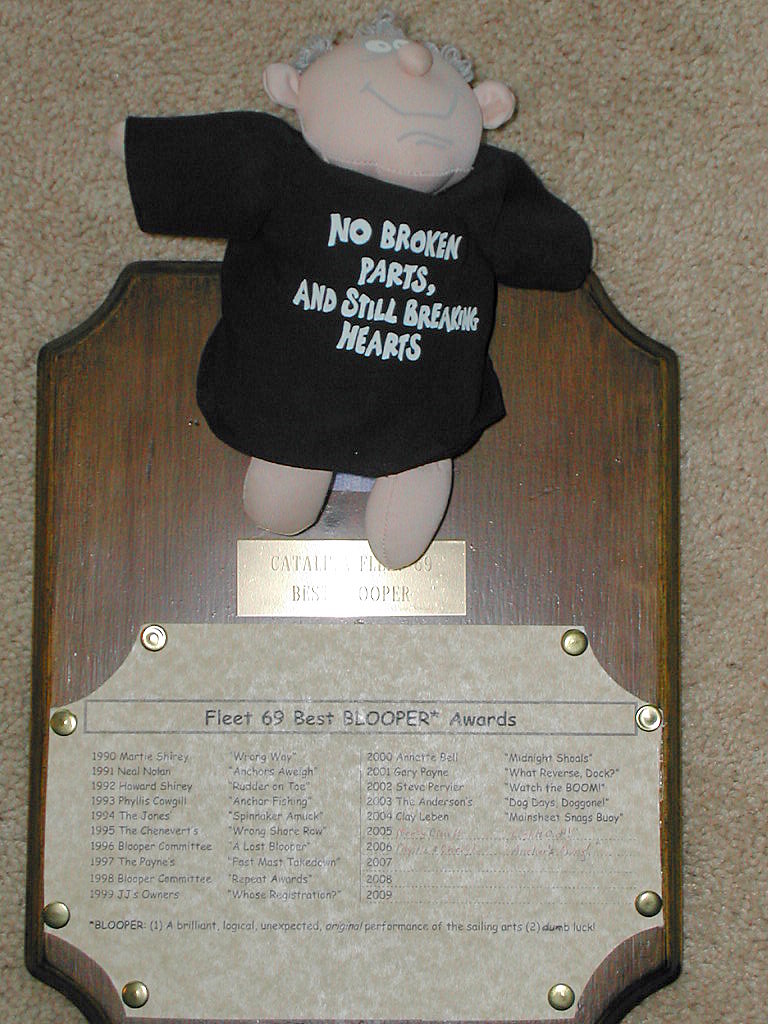 NO BROKEN
PARTS,
AND STILL BREAKING
HEARTS
69
Fleet 69 Best BLOOPER* Awards
1990 Martie Shirey "Wrong Way"
1991 Neal Nolan "Anchors Aweigh"
1992 Howard Shirey "Rudder on Toe"
1993 Phyllis Cowgill "Anchor Fishing"
1994 The Jones' "Spinnaker Amuck"
1995 The Chenevert's "Wrong Shore Row"
1996 Blooper Committee "A Lost Blooper"
1997 The Payne's "Past Mast Takedown"
1998 Blooper Committee "Repeat Awards"
1999 JJ's Owners "Whose Registration?"
2000 Annette Bell "Midnight Shoals"
2001 Gary Payne "What Reverse, Dock?"
2002 Steve Pervier "Watch the BOOM!"
2003 The Anderson's "Dog Days, Doggone!"
2004 Clay Leben "Mainsheet Snags Buoy"
2005
2006
2007
2008
2009
*BLOOPER: (1) A brilliant, logical, unexpected, original performance of the sailing arts (2) dumb luck!